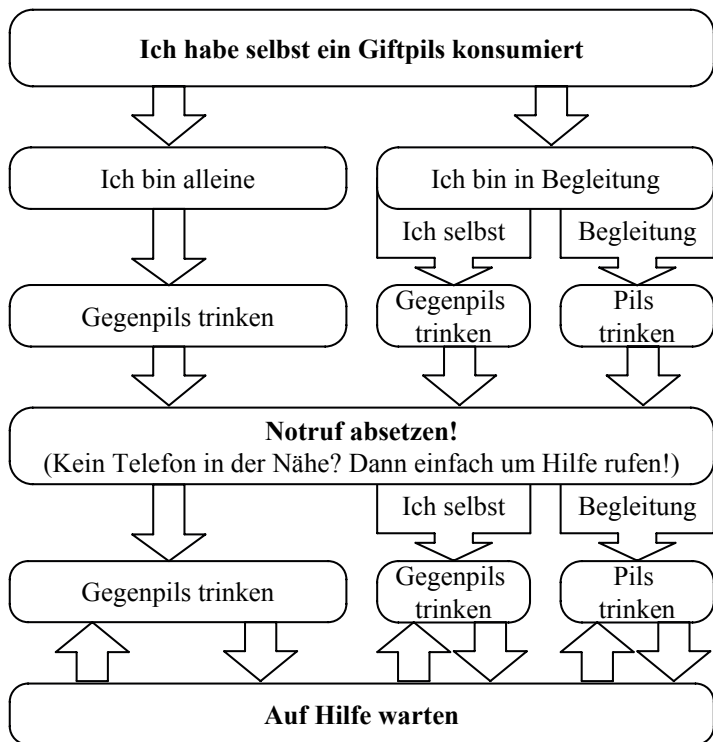 Ich habe selbst ein Giftpils konsumiert
Ich bin alleine
Ich bin in Begleitung
Ich selbst
Begleitung
Gegenpils trinken
Gegenpils
trinken
Pils
trinken
Notruf absetzen!
(Kein Telefon in der Nähe? Dann einfach um Hilfe rufen!)
Ich selbst
Begleitung
Gegenpils trinken
Gegenpils
trinken
Pils
trinken
Auf Hilfe warten